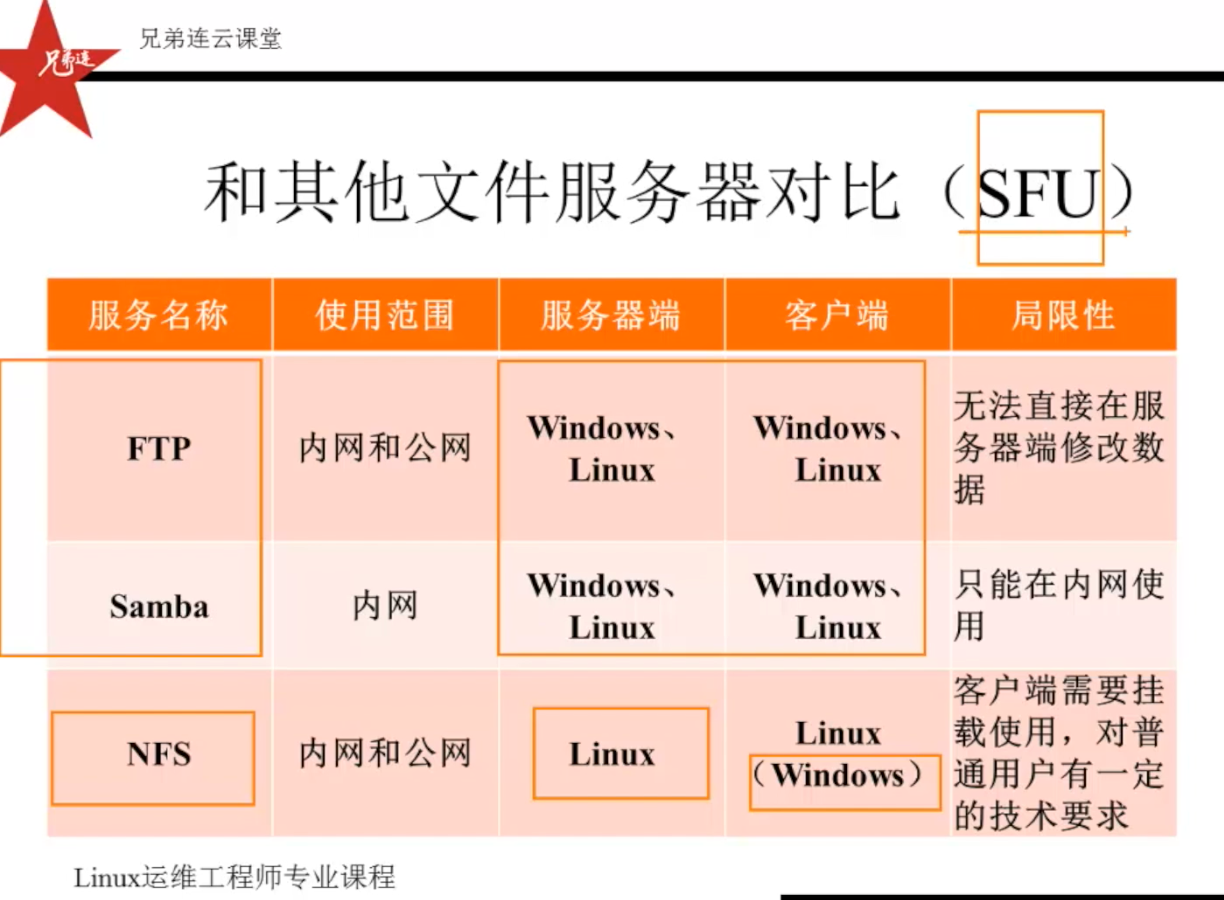 兄弟连云课堂
兄弟连
和其他文件服务器对比（SFU）
服务名称 使用范围 服务器端 客户端 局限性
FTP
内网和公网
Windows、
Linux
Windows、
Linux
无法直接在服
务器端修改数
据
Samba
内网
Windows、
Linux
Windows、
Linux
只能在内网使
用
NFS
内网和公网
Linux
Linux
（Windows）
客户端需要挂
载使用，对普
通用户有一定
的技术要求
Linux运维工程师专业课程